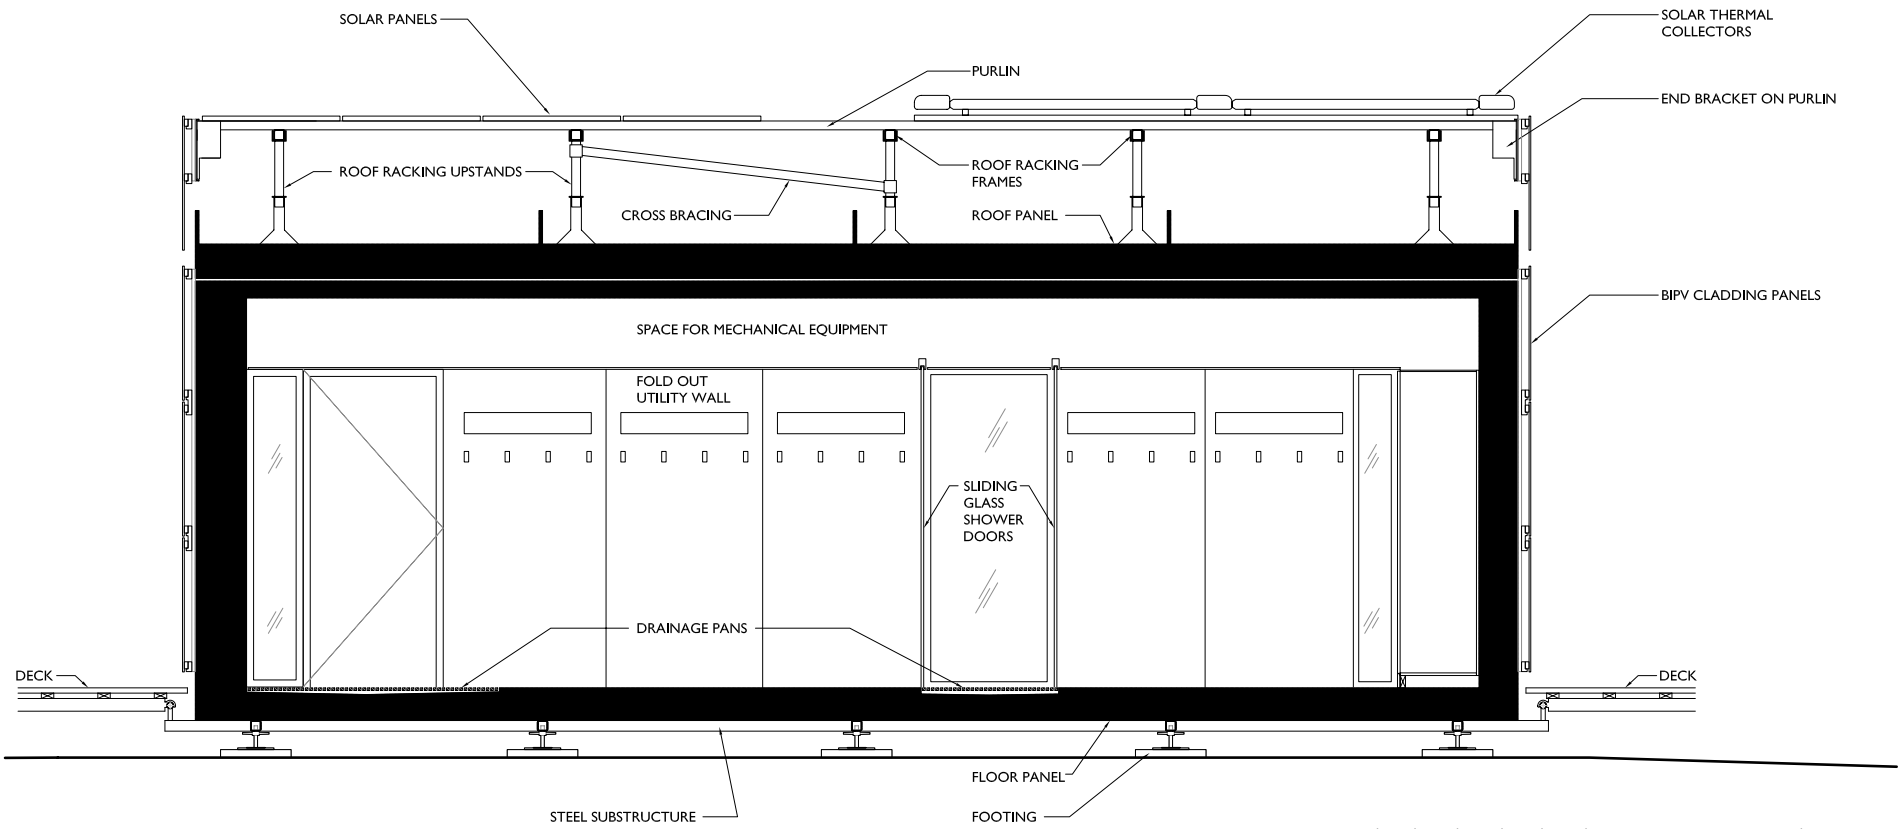 SOLAR PANELS
SOLAR THERMAL
COLLECTORS
PURLIN
END BRACKET ON PURLIN
ROOF RACKING UPSTANDS
ROOF RACKING
FRAMES
CROSS BRACING
ROOF PANEL
BIPV CLADDING PANELS
SPACE FOR MECHANICAL EQUIPMENT
FOLD OUT
UTILITY WALL
SLIDING
GLASS
SHOWER
DOORS
DRAINAGE PANS
DECK
DECK
FLOOR PANEL
STEEL SUBSTRUCTURE
FOOTING